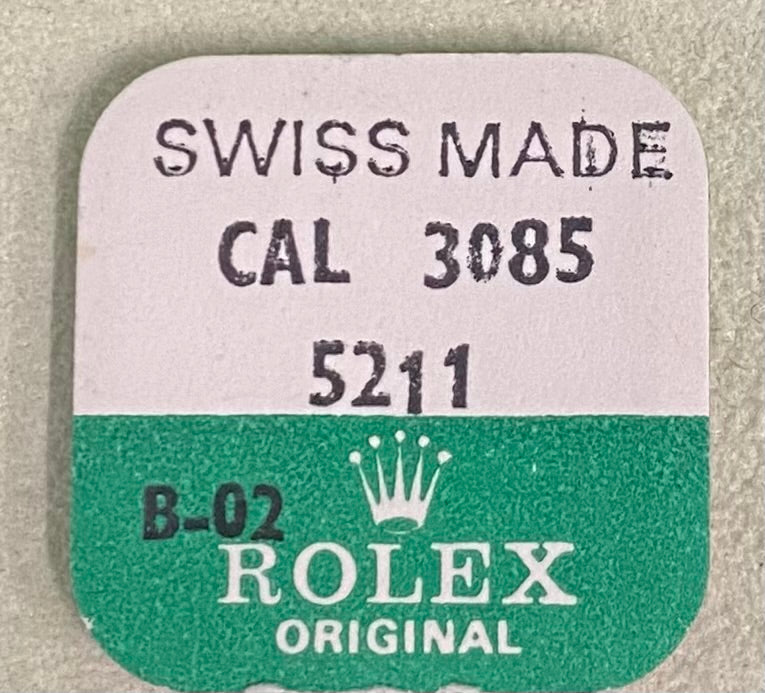 SWISS MADE
CAL 3085
5211
B-02
ROLEX
ORIGINAL